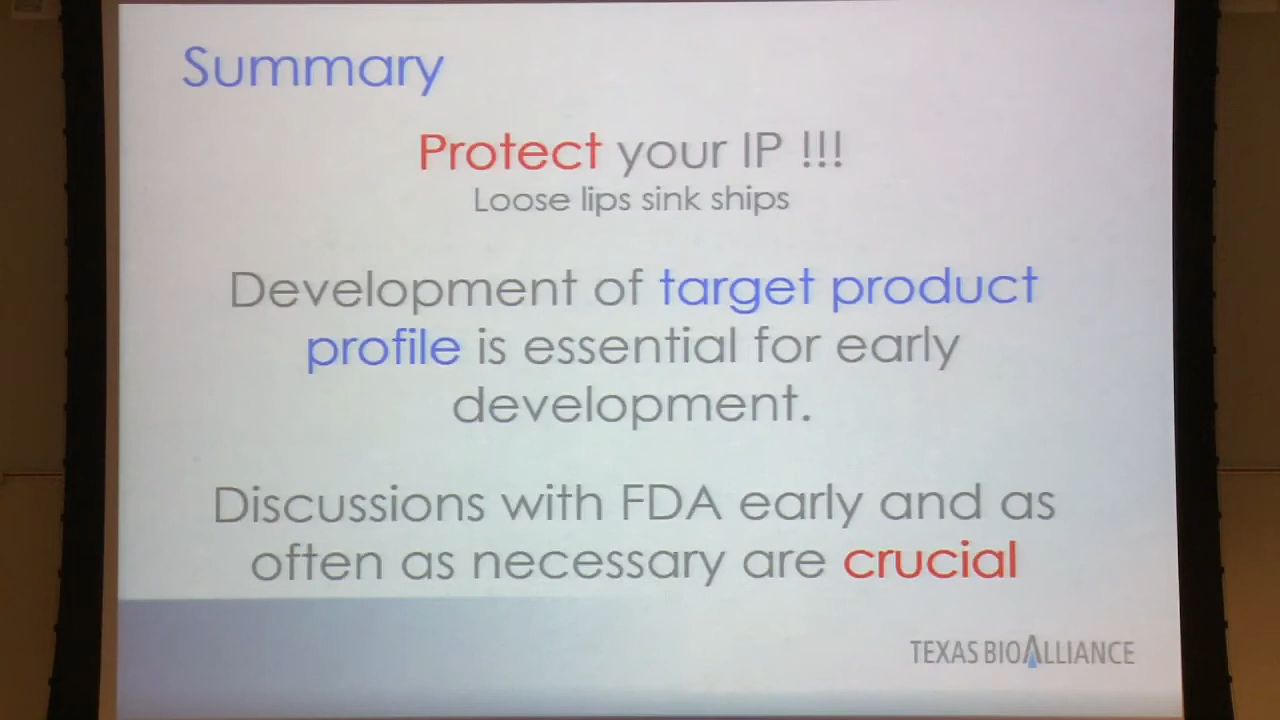 Summary
Protect your IP !!!
Loose lips sink ships
Development of target product
profile is essential for early
development.
Discussions with FDA early and as
often as necessary are crucial
TEXAS BIOALLIANCE